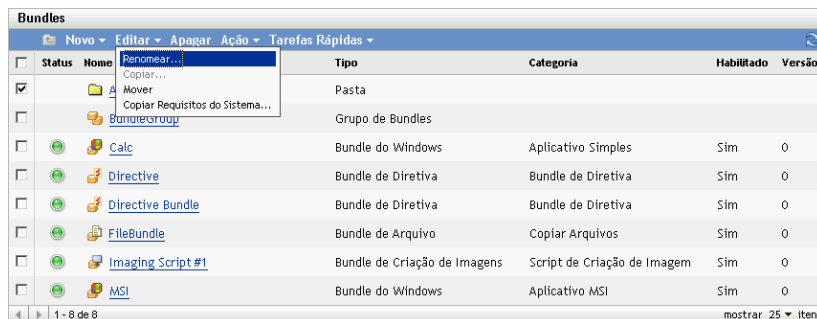 Bundles
Novo Editar Apagar Ação Tarefas Rápidas
Status Nome Tipo Categoria Habilitado Versão
Renomear...
Copiar...
Mover
Copiar Requisitos do Sistema...
A Pasta
BundleGroup Grupo de Bundles
Calc Bundle do Windows Aplicativo Simples Sim 0
Directive Bundle de Diretiva Bundle de Diretiva Sim 0
Directive Bundle Bundle de Diretiva Bundle de Diretiva Sim 0
FileBundle Bundle de Arquivo Copiar Arquivos Sim 0
Imaging Script #1 Bundle de Criação de Imagens Script de Criação de Imagem Sim 0
MSI Bundle do Windows Aplicativo MSI Sim 0
1 - 8 de 8 mostrar 25 iten